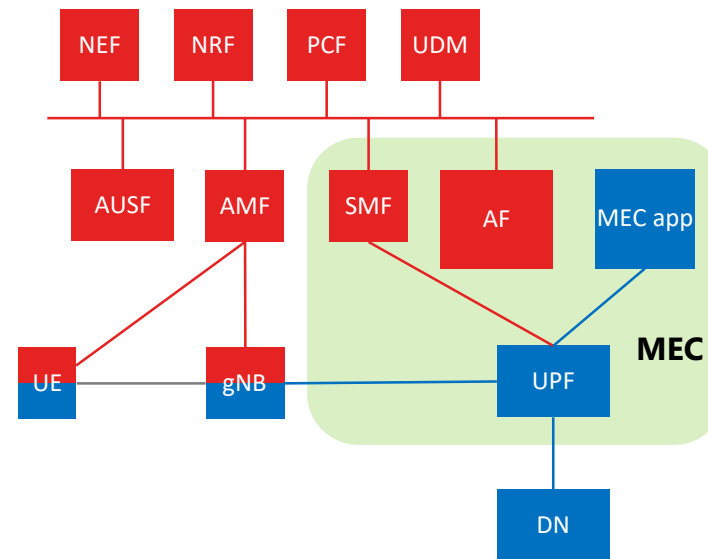 NEF
NRF
PCF
UDM
AUSF
AMF
SMF
AF
MEC app
MEC
UE
gNB
UPF
DN